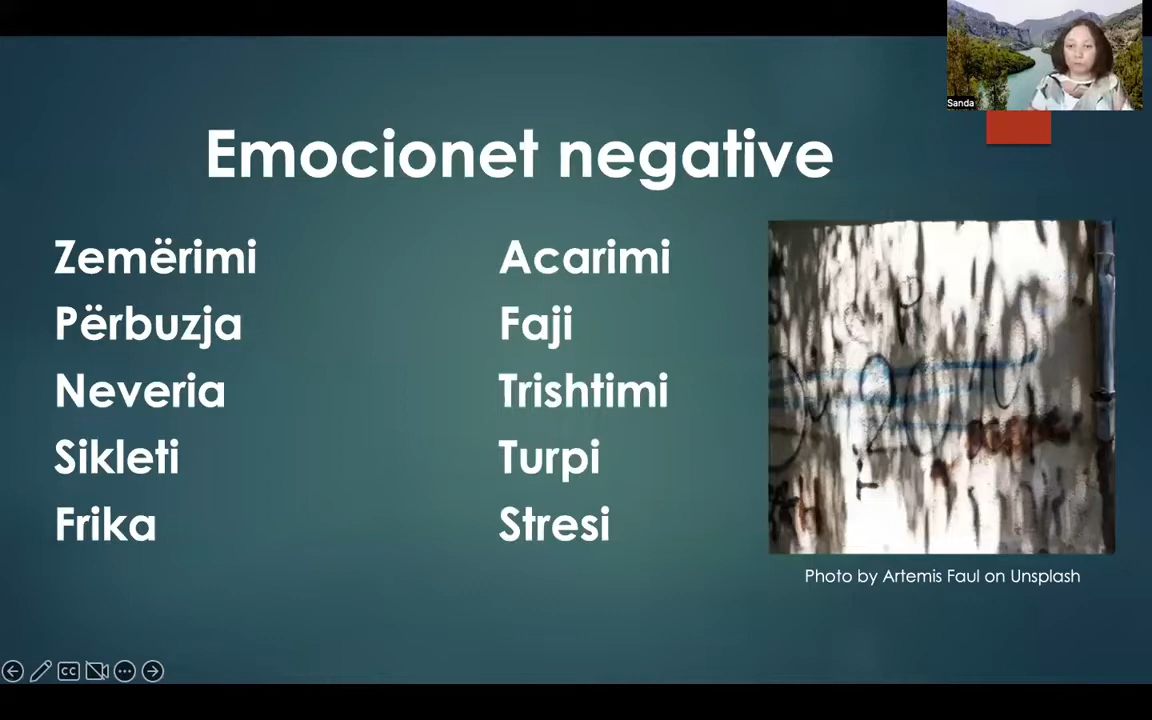 Sanda
Emocionet negative
Zemërimi
Përbuzja
Neveria
Sikleti
Frika
Acarimi
Faji
Trishtimi
Turpi
Stresi
Photo by Artemis Faul on Unsplash
CC